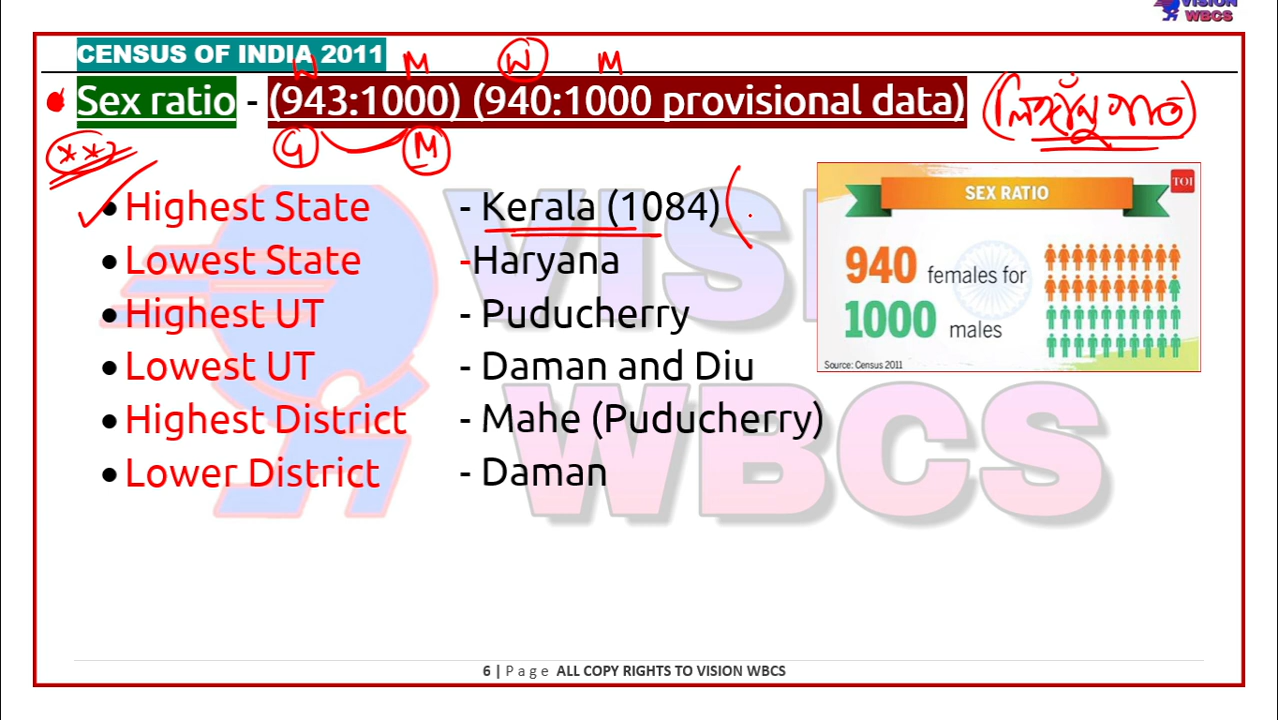 VISION
WBCS
CENSUS OF INDIA 2011
W M W M
Sex ratio - (943:1000) (940:1000 provisional data) (লিঙ্গানুপাত)
G M
Highest State - Kerala (1084)
Lowest State -Haryana
Highest UT - Puducherry
Lowest UT - Daman and Diu
Highest District - Mahe (Puducherry)
Lower District - Daman
SEX RATIO
TOI
940 females for
1000 males
Source: Census 2011
VISION
WBCS
6 | Page ALL COPY RIGHTS TO VISION WBCS